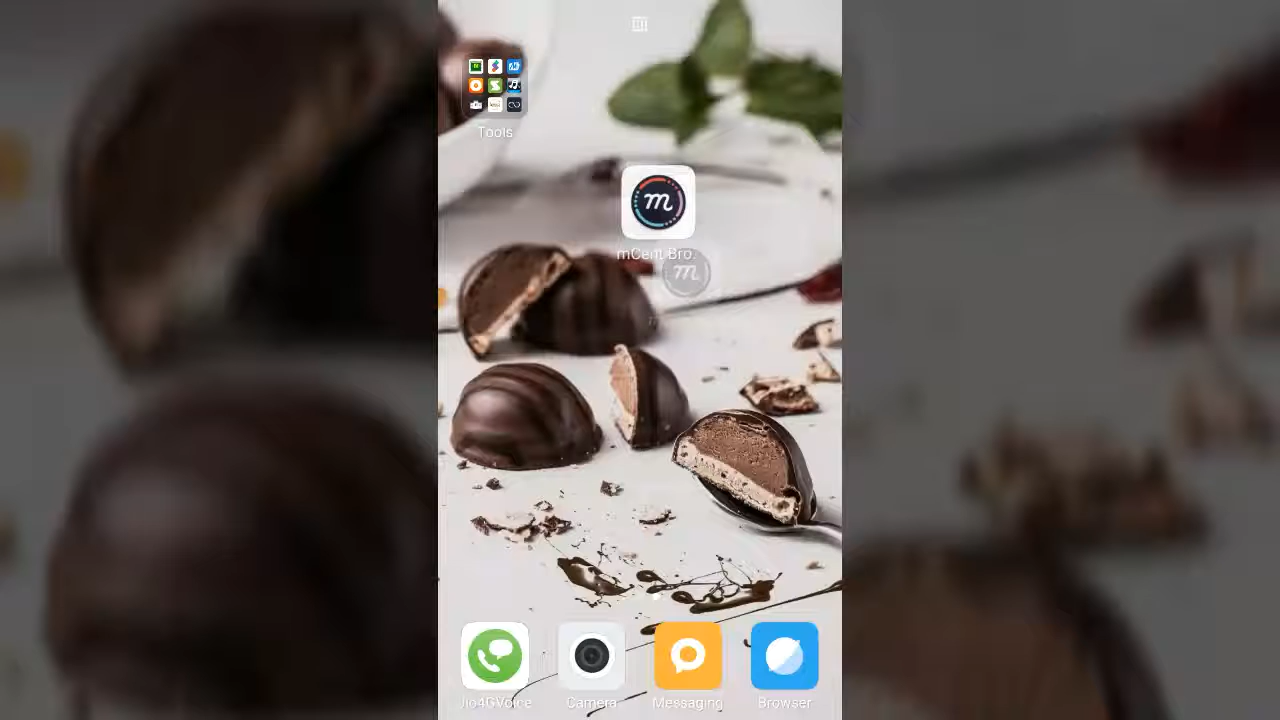 Tools
m
mCent Bro.
m
Jio4GVoice
Camera
Messaging
Browser